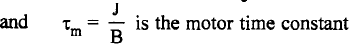 and τm = J/B is the motor time constant